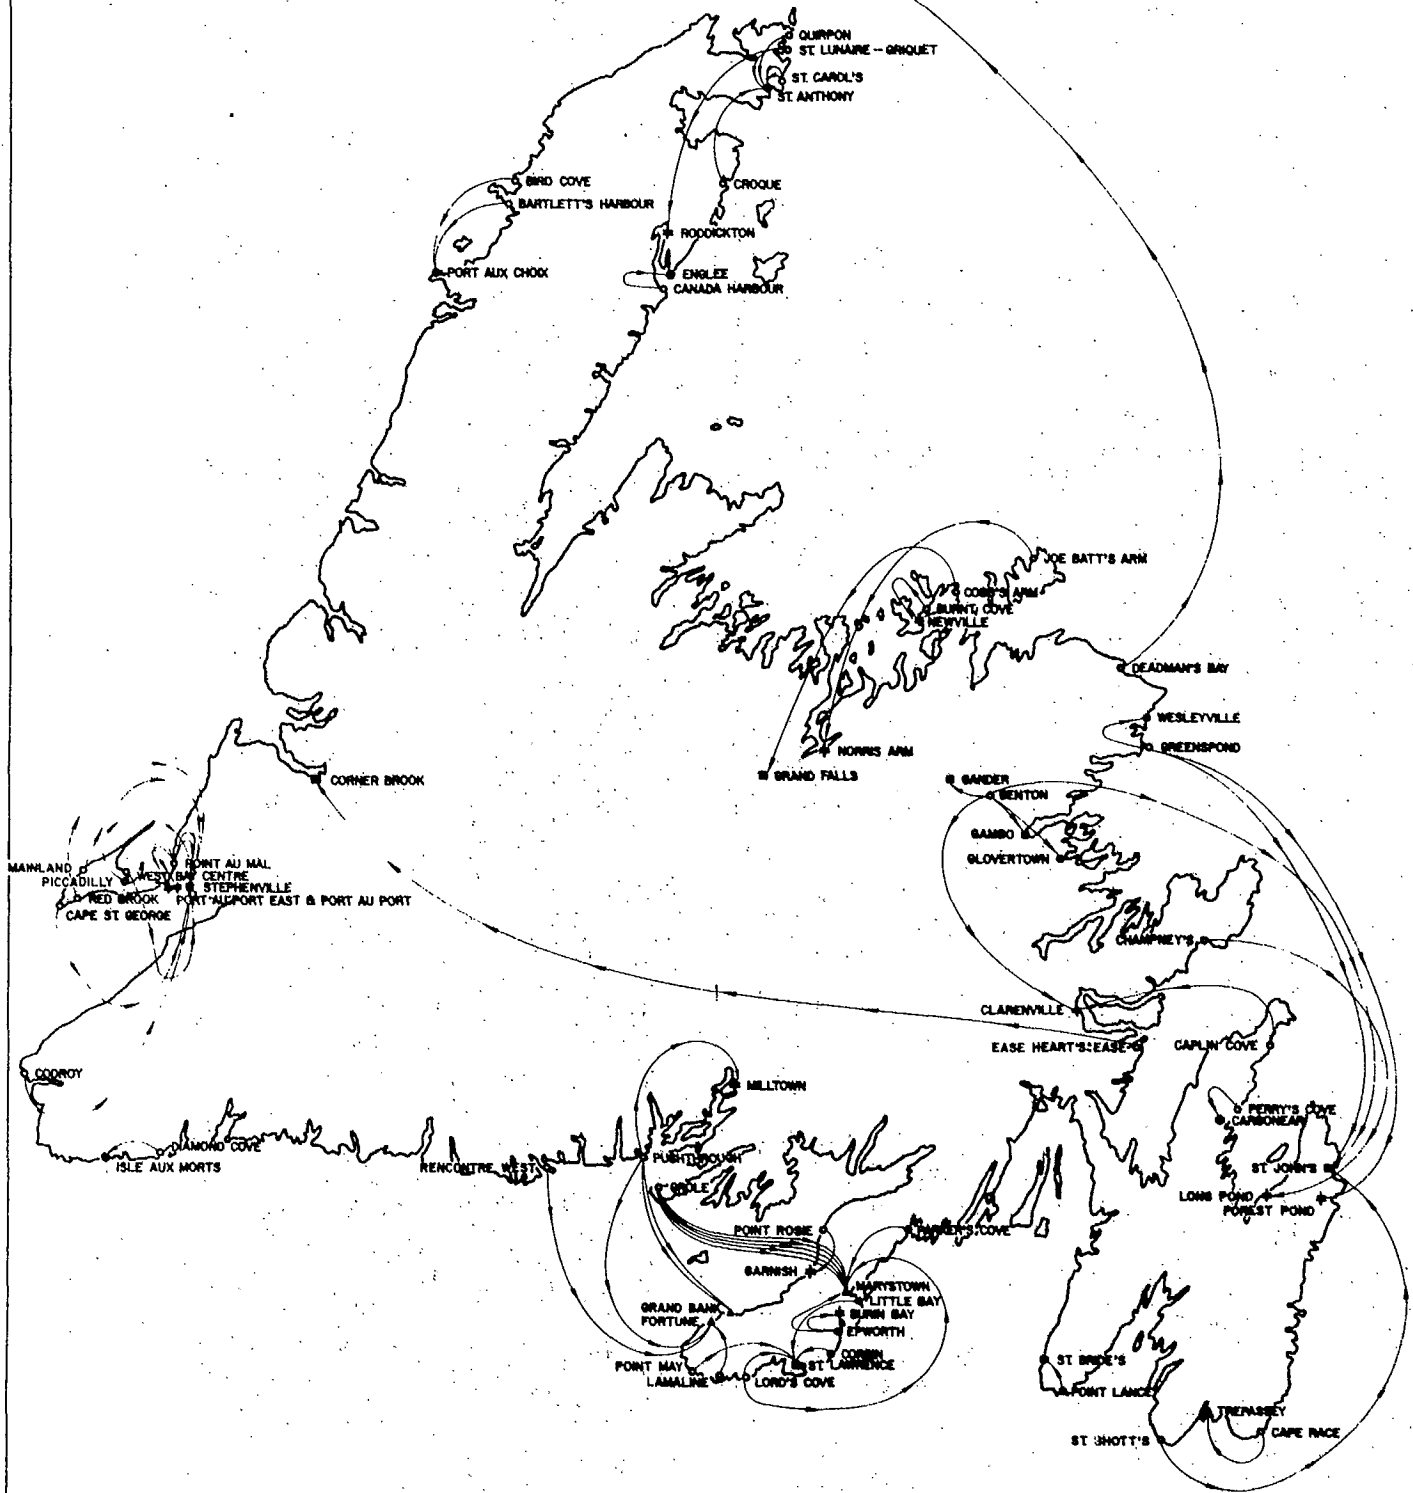 QUIRPON
ST. LUNAIRE - GRIQUET
ST. CAROL'S
ST. ANTHONY
BIRD COVE
CROQUE
BARTLETT'S HARBOUR
RODDICKTON
PORT AUX CHOIX
ENGLEE
CANADA HARBOUR
JOE BATT'S ARM
COBB'S ARM
BURNT COVE
NEWVILLE
DEADMAN'S BAY
WESLEYVILLE
GREENSPOND
NORRIS ARM
GRAND FALLS
CORNER BROOK
GANDER
BENTON
GAMBO
GLOVERTOWN
POINT AU MAL
MAINLAND
WEST BAY CENTRE
PICCADILLY
STEPHENVILLE
RED BROOK
PORT AU PORT EAST & PORT AU PORT
CAPE ST. GEORGE
CHAMPNEY'S
CLARENVILLE
EASE HEART'S EASE
CAPLIN COVE
CODROY
MILLTOWN
PERRY'S COVE
CARBONEAR
DIAMOND COVE
ISLE AUX MORTS
RENCONTRE WEST
PUSHTHROUGH
ST. JOHN'S
GROLE
LONG POND
FOREST POND
POINT ROSIE
PARKER'S COVE
GARNISH
MARYSTOWN
LITTLE BAY
GRAND BANK
BURIN BAY
FORTUNE
EPWORTH
CORBIN
POINT MAY
ST. LAWRENCE
LAMALINE
LORD'S COVE
ST. BRIDE'S
POINT LANCE
TREPASSEY
CAPE RACE
ST. SHOTT'S